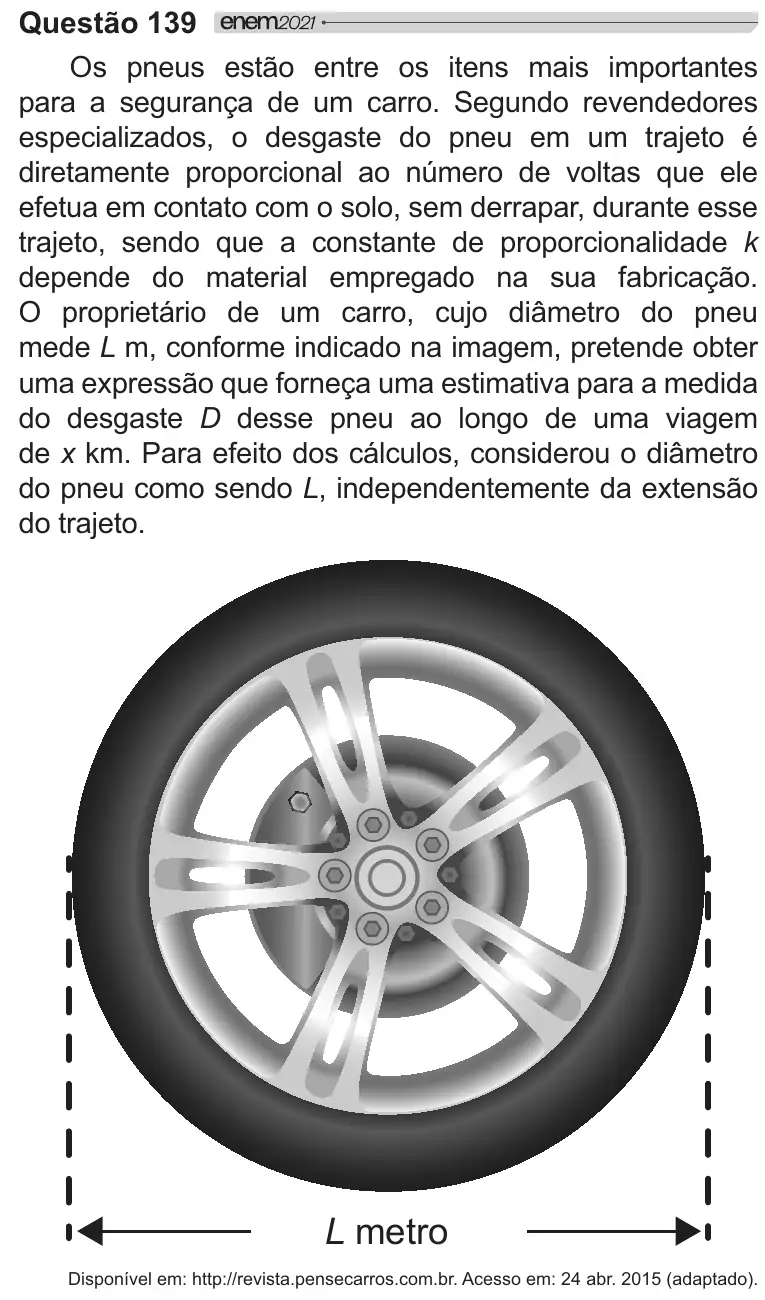 Questão 139 enem2021
Os pneus estão entre os itens mais importantes
para a segurança de um carro. Segundo revendedores
especializados, o desgaste do pneu em um trajeto é
diretamente proporcional ao número de voltas que ele
efetua em contato com o solo, sem derrapar, durante esse
trajeto, sendo que a constante de proporcionalidade k
depende do material empregado na sua fabricação.
O proprietário de um carro, cujo diâmetro do pneu
mede L m, conforme indicado na imagem, pretende obter
uma expressão que forneça uma estimativa para a medida
do desgaste D desse pneu ao longo de uma viagem
de x km. Para efeito dos cálculos, considerou o diâmetro
do pneu como sendo L, independentemente da extensão
do trajeto.
L metro
Disponível em: http://revista.pensecarros.com.br. Acesso em: 24 abr. 2015 (adaptado).